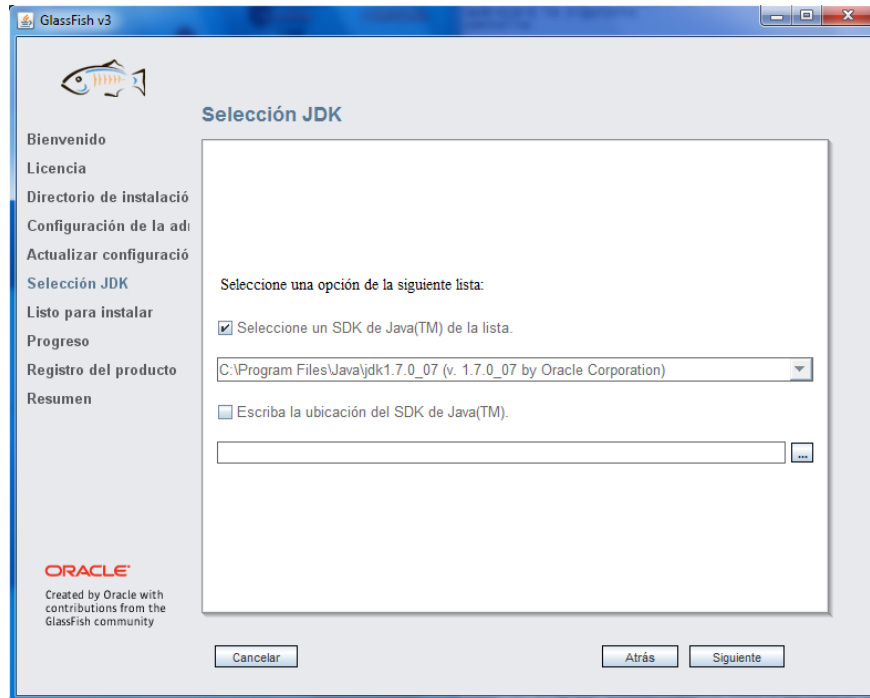 GlassFish v3
Selección JDK
Bienvenido
Licencia
Directorio de instalació
Configuración de la adı
Actualizar configuració
Selección JDK
Listo para instalar
Progreso
Registro del producto
Resumen
Seleccione una opción de la siguiente lista:
Seleccione un SDK de Java(TM) de la lista.
C:\Program Files\Java\jdk1.7.0_07 (v. 1.7.0_07 by Oracle Corporation)
Escriba la ubicación del SDK de Java(TM).
...
ORACLE
Created by Oracle with
contributions from the
GlassFish community
Cancelar
Atrás
Siguiente